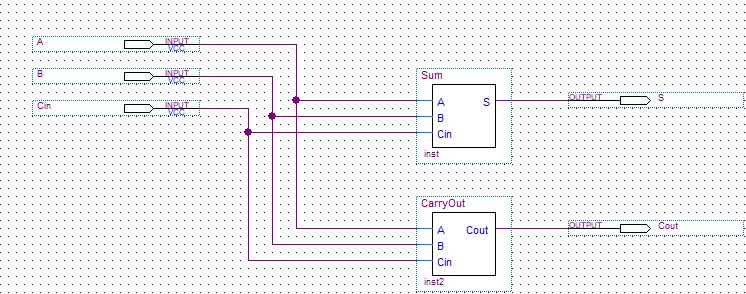 A INPUT
VCC
B INPUT
VCC
Cin INPUT
VCC
Sum
A S
B
Cin
inst
OUTPUT S
CarryOut
A Cout
B
Cin
inst2
OUTPUT Cout